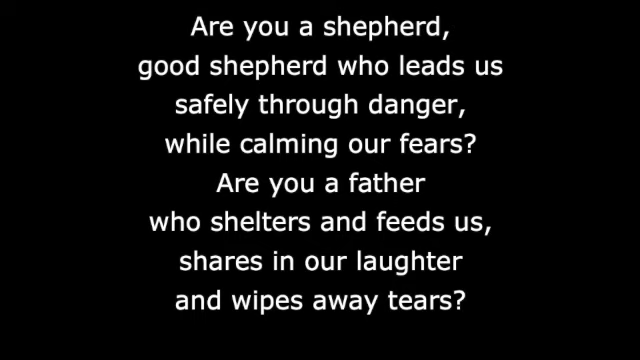 Are you a shepherd,
good shepherd who leads us
safely through danger,
while calming our fears?
Are you a father
who shelters and feeds us,
shares in our laughter
and wipes away tears?